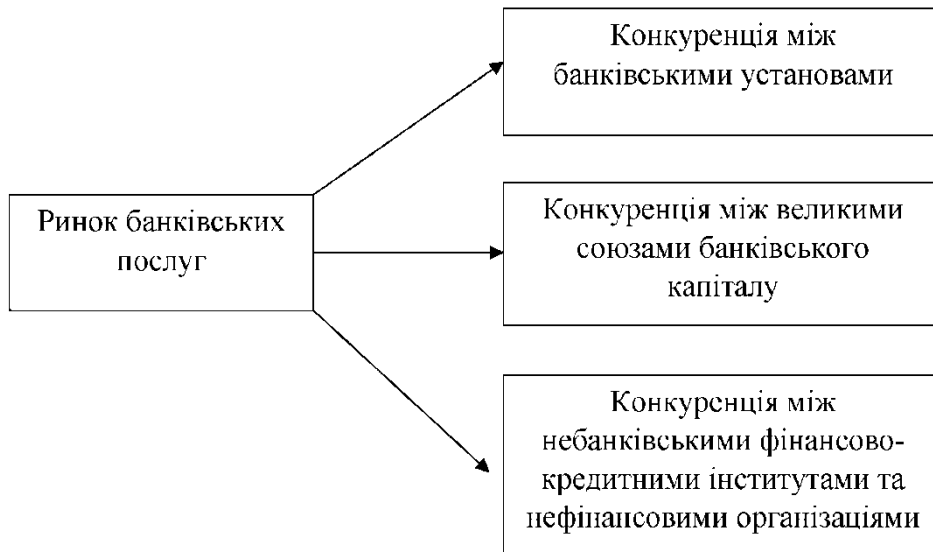 Конкуренція між
банківськими установами
Ринок банківських
послуг
Конкуренція між великими
союзами банківського
капіталу
Конкуренція між
небанківськими фінансово-
кредитними інститутами та
нефінансовими організаціями